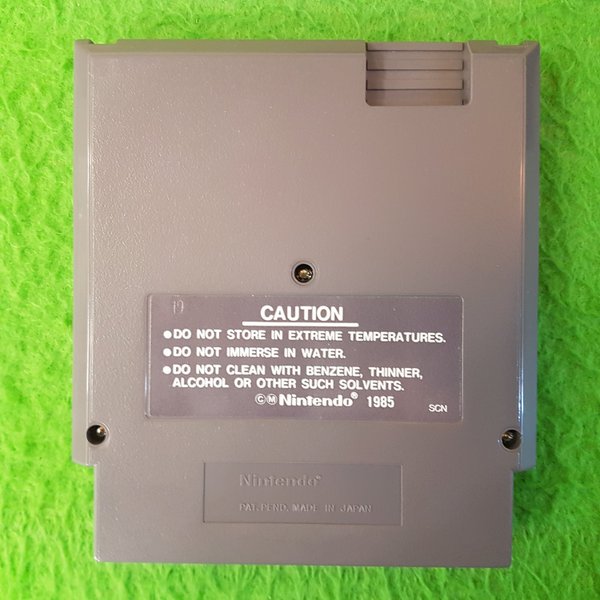 19
CAUTION
●DO NOT STORE IN EXTREME TEMPERATURES.
●DO NOT IMMERSE IN WATER.
●DO NOT CLEAN WITH BENZENE, THINNER,
ALCOHOL OR OTHER SUCH SOLVENTS.
©Ⓜ Nintendo® 1985
SCN
Nintendo®
PAT. PEND. MADE IN JAPAN